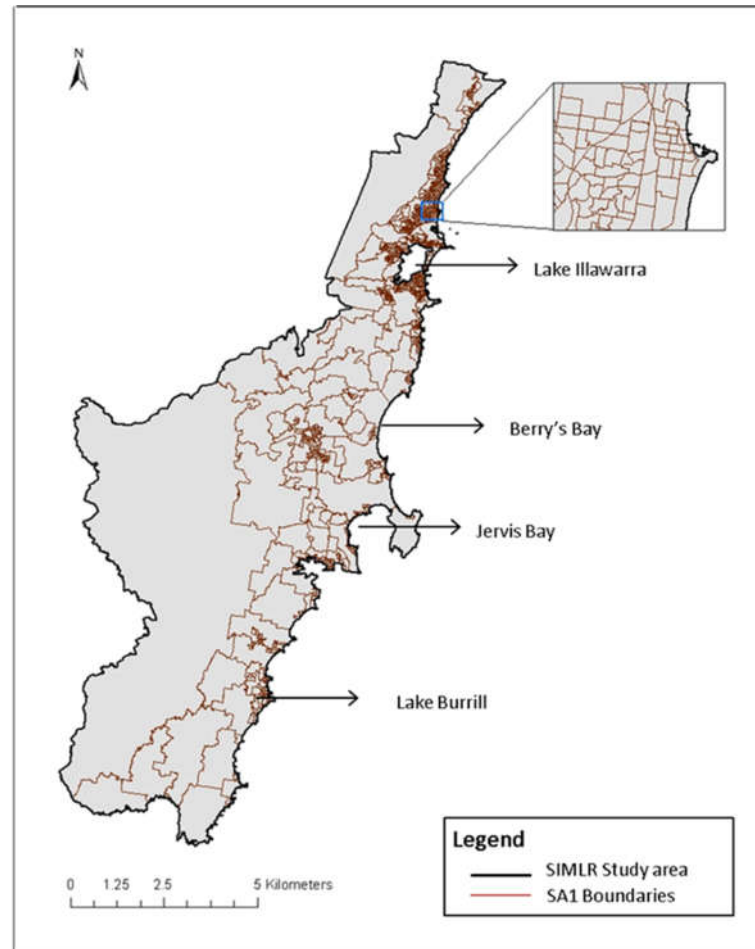 N
Lake Illawarra
Berry's Bay
Jervis Bay
Lake Burrill
Legend
SIMLR Study area
SA1 Boundaries
0 1.25 2.5 5 Kilometers